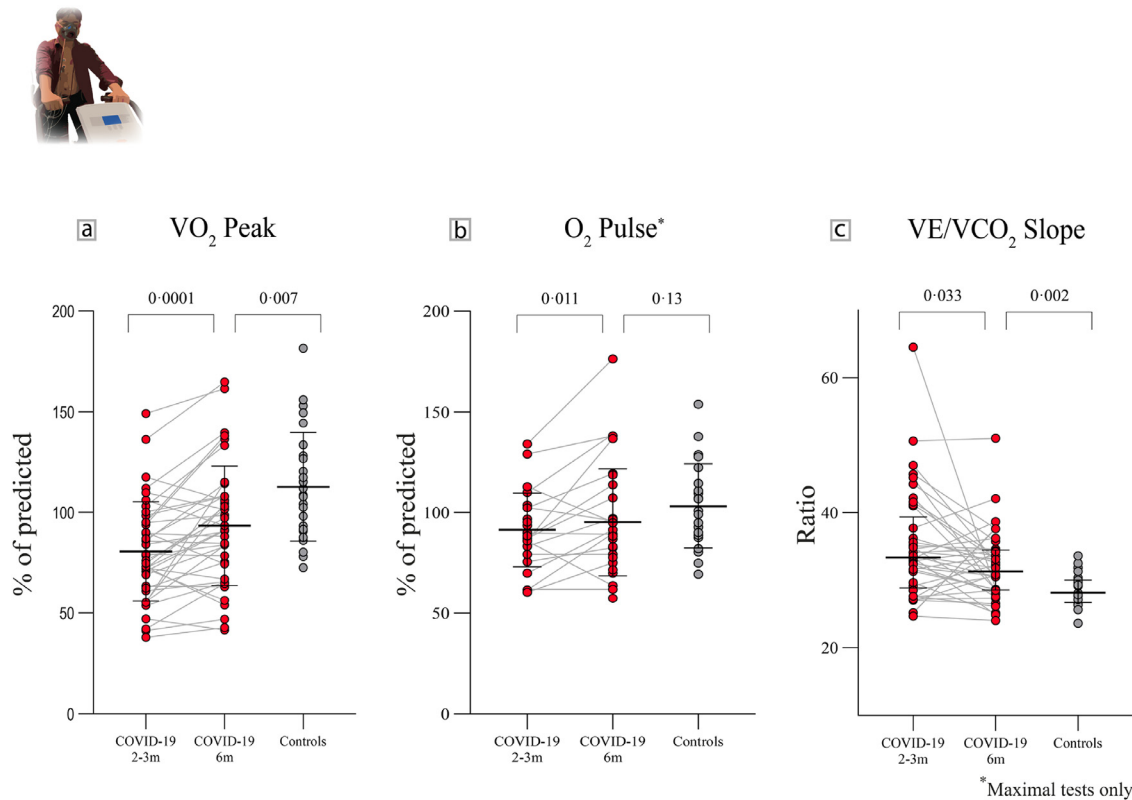 a VO₂ Peak
b O₂ Pulse*
c VE/VCO₂ Slope
0·0001 0·007
0·011 0·13
0·033 0·002
% of predicted
200
150
100
50
0
COVID-19
2-3m
COVID-19
6m
Controls
% of predicted
200
150
100
50
0
COVID-19
2-3m
COVID-19
6m
Controls
Ratio
60
40
20
COVID-19
2-3m
COVID-19
6m
Controls
*Maximal tests only